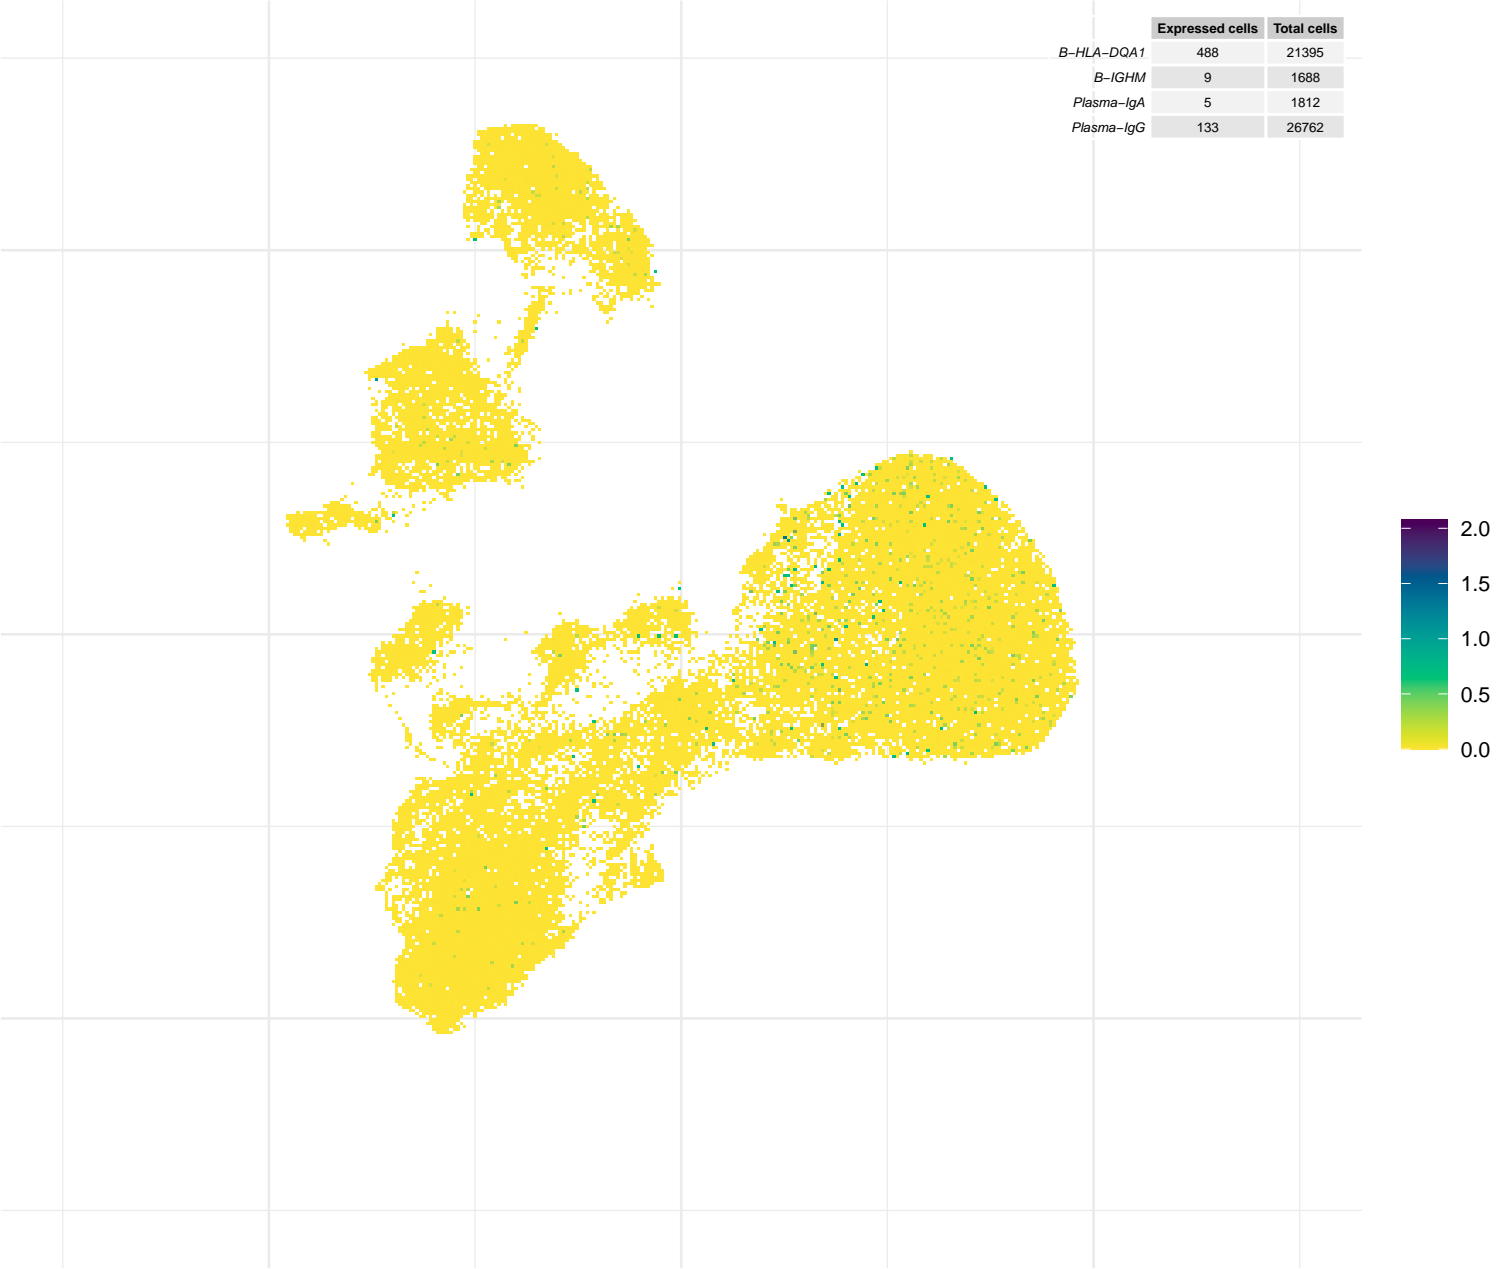 Expressed cells Total cells
B−HLA−DQA1 488 21395
B−IGHM 9 1688
Plasma−IgA 5 1812
Plasma−IgG 133 26762
2.0
1.5
1.0
0.5
0.0